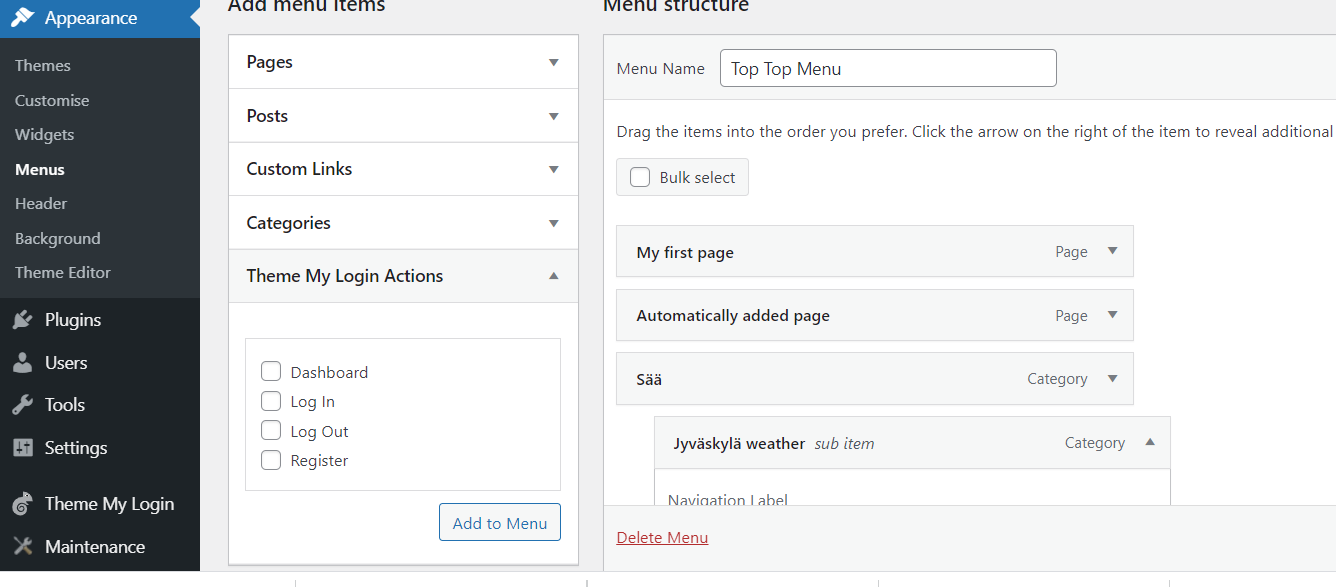 Appearance
Themes
Customise
Widgets
Menus
Header
Background
Theme Editor
Plugins
Users
Tools
Settings
Theme My Login
Maintenance
Add menu items
Pages
Posts
Custom Links
Categories
Theme My Login Actions
Dashboard
Log In
Log Out
Register
Add to Menu
Menu structure
Menu Name Top Top Menu
Drag the items into the order you prefer. Click the arrow on the right of the item to reveal additional
Bulk select
My first page Page
Automatically added page Page
Sää Category
Jyväskylä weather sub item Category
Navigation Label
Delete Menu